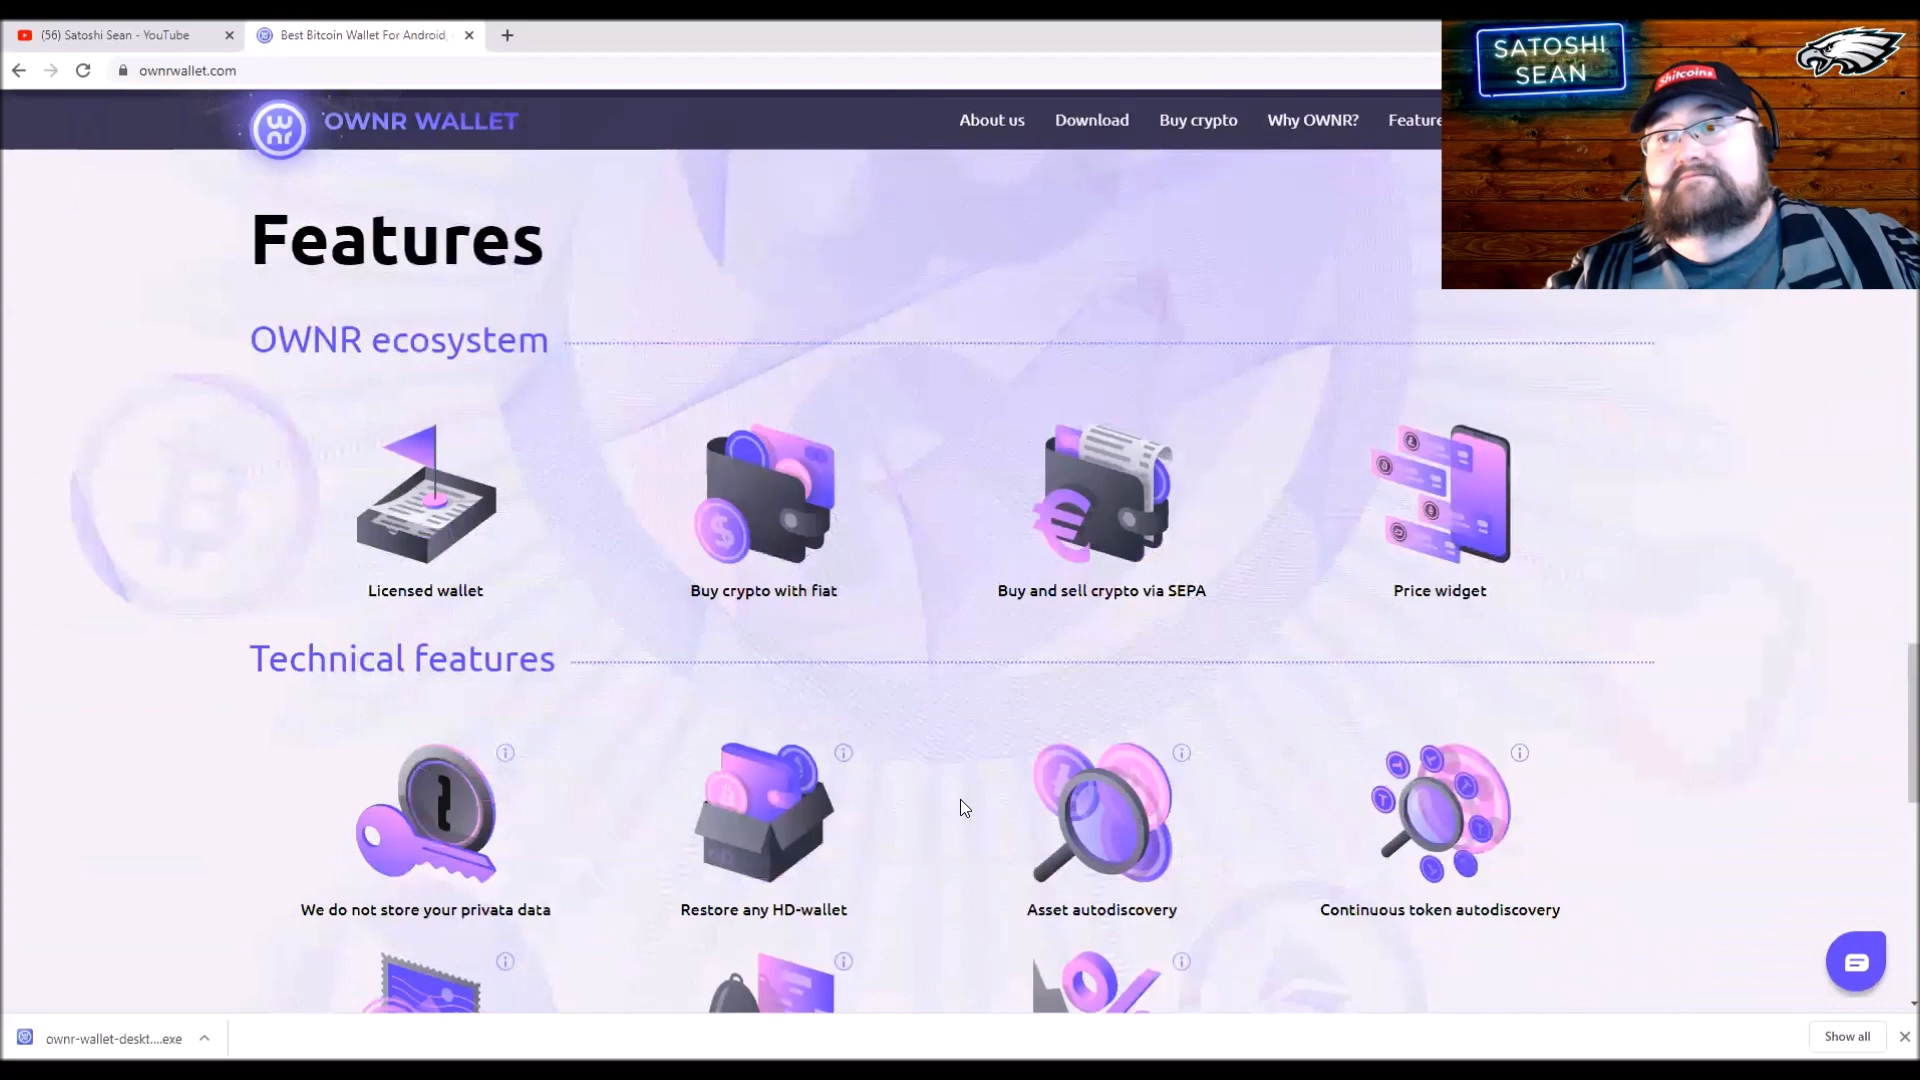 (56) Satoshi Sean - YouTube
Best Bitcoin Wallet For Android,
ownrwallet.com
SATOSHI
SEAN
Shitcoins
wnr
OWNR WALLET
About us
Download
Buy crypto
Why OWNR?
Feature
Features
OWNR ecosystem
Licensed wallet
Buy crypto with fiat
Buy and sell crypto via SEPA
Price widget
Technical features
We do not store your privata data
Restore any HD-wallet
Asset autodiscovery
Continuous token autodiscovery
ownr-wallet-deskt....exe
Show all